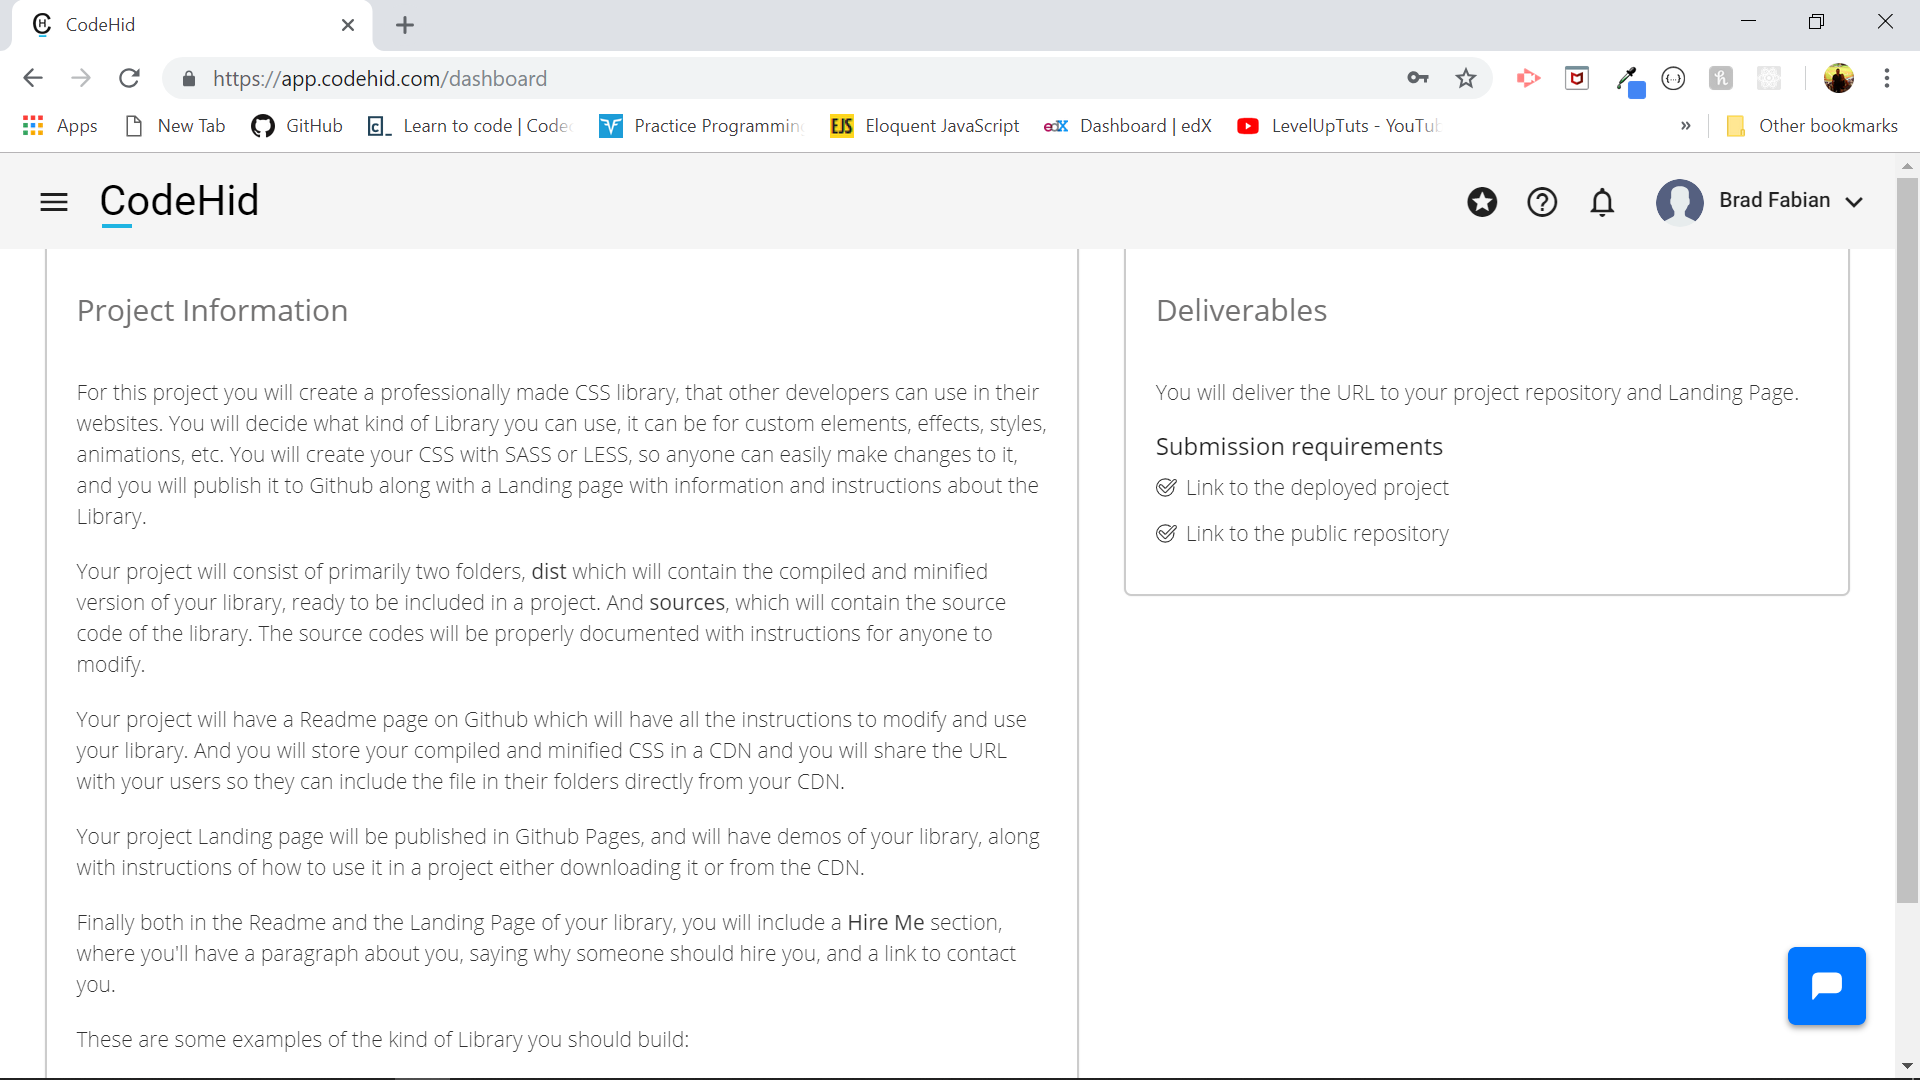 CodeHid
https://app.codehid.com/dashboard
Apps
New Tab
GitHub
Learn to code | Codec
Practice Programming
EJS
Eloquent JavaScript
edX
Dashboard | edX
LevelUpTuts - YouTub
»
Other bookmarks
CodeHid
Brad Fabian
Project Information
For this project you will create a professionally made CSS library, that other developers can use in their
websites. You will decide what kind of Library you can use, it can be for custom elements, effects, styles,
animations, etc. You will create your CSS with SASS or LESS, so anyone can easily make changes to it,
and you will publish it to Github along with a Landing page with information and instructions about the
Library.
Your project will consist of primarily two folders, dist which will contain the compiled and minified
version of your library, ready to be included in a project. And sources, which will contain the source
code of the library. The source codes will be properly documented with instructions for anyone to
modify.
Your project will have a Readme page on Github which will have all the instructions to modify and use
your library. And you will store your compiled and minified CSS in a CDN and you will share the URL
with your users so they can include the file in their folders directly from your CDN.
Your project Landing page will be published in Github Pages, and will have demos of your library, along
with instructions of how to use it in a project either downloading it or from the CDN.
Finally both in the Readme and the Landing Page of your library, you will include a Hire Me section,
where you'll have a paragraph about you, saying why someone should hire you, and a link to contact
you.
These are some examples of the kind of Library you should build:
Deliverables
You will deliver the URL to your project repository and Landing Page.
Submission requirements
Link to the deployed project
Link to the public repository